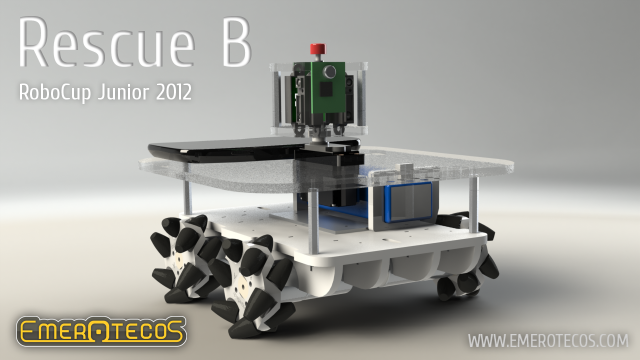 Rescue B
RoboCup Junior 2012
EMEROTECOS
WWW.EMEROTECOS.COM